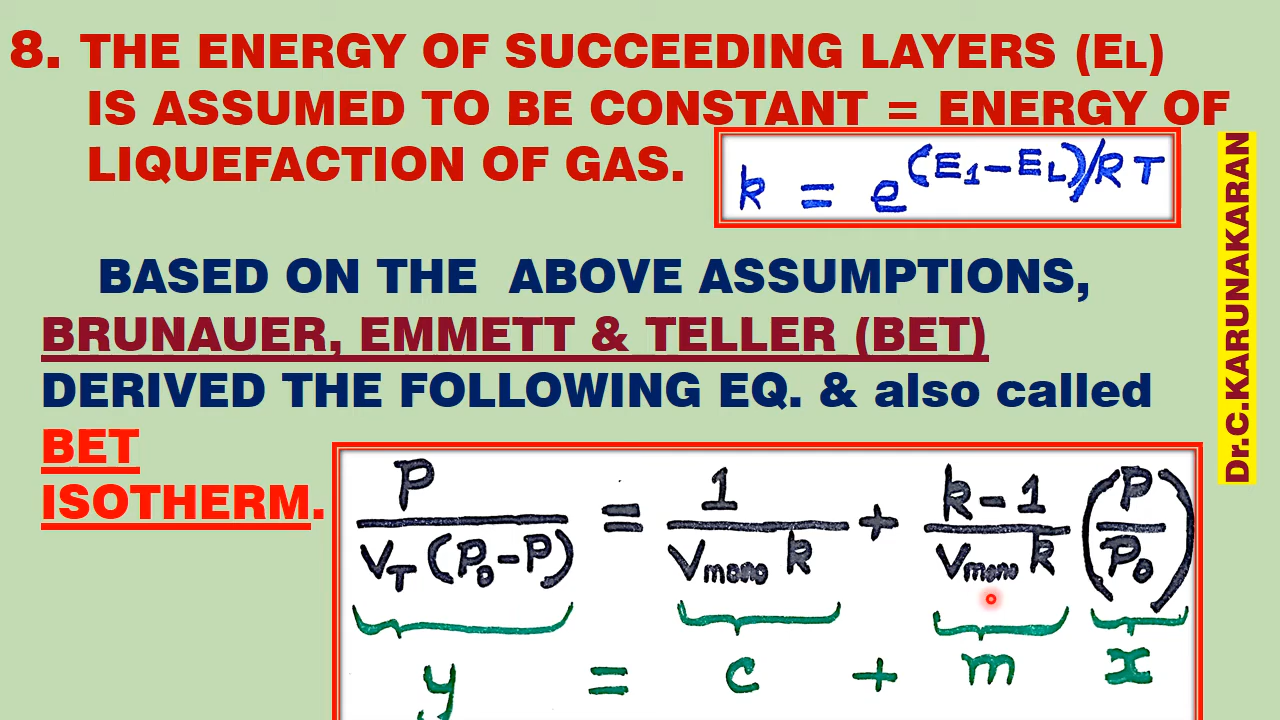 8. THE ENERGY OF SUCCEEDING LAYERS (EL)
IS ASSUMED TO BE CONSTANT = ENERGY OF
LIQUEFACTION OF GAS.
k = e^(E1-EL)/RT
BASED ON THE ABOVE ASSUMPTIONS,
BRUNAUER, EMMETT & TELLER (BET)
DERIVED THE FOLLOWING EQ. & also called
BET
ISOTHERM.
P / VT (P0-P) = 1 / Vmono k + k-1 / Vmono k (P / P0)
y = c + m x
Dr.C.KARUNAKARAN